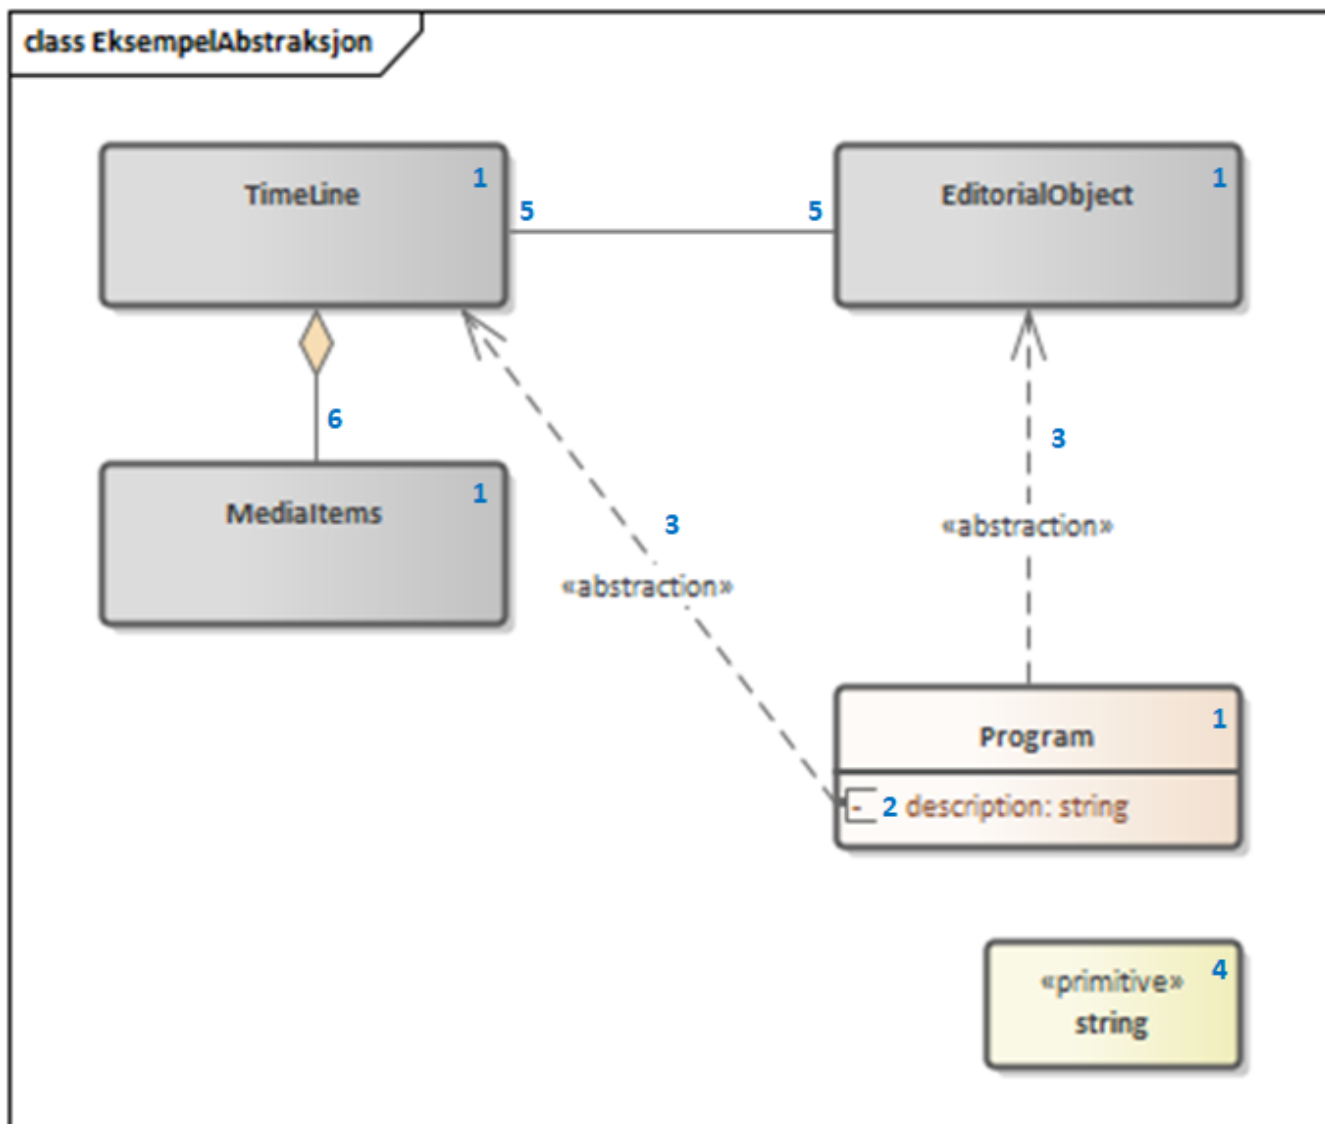 class EksempelAbstraksjon
TimeLine 1
EditorialObject 1
5 5
6
MediaItems 1
3
«abstraction»
3
«abstraction»
Program 1
- 2 description: string
«primitive» 4
string